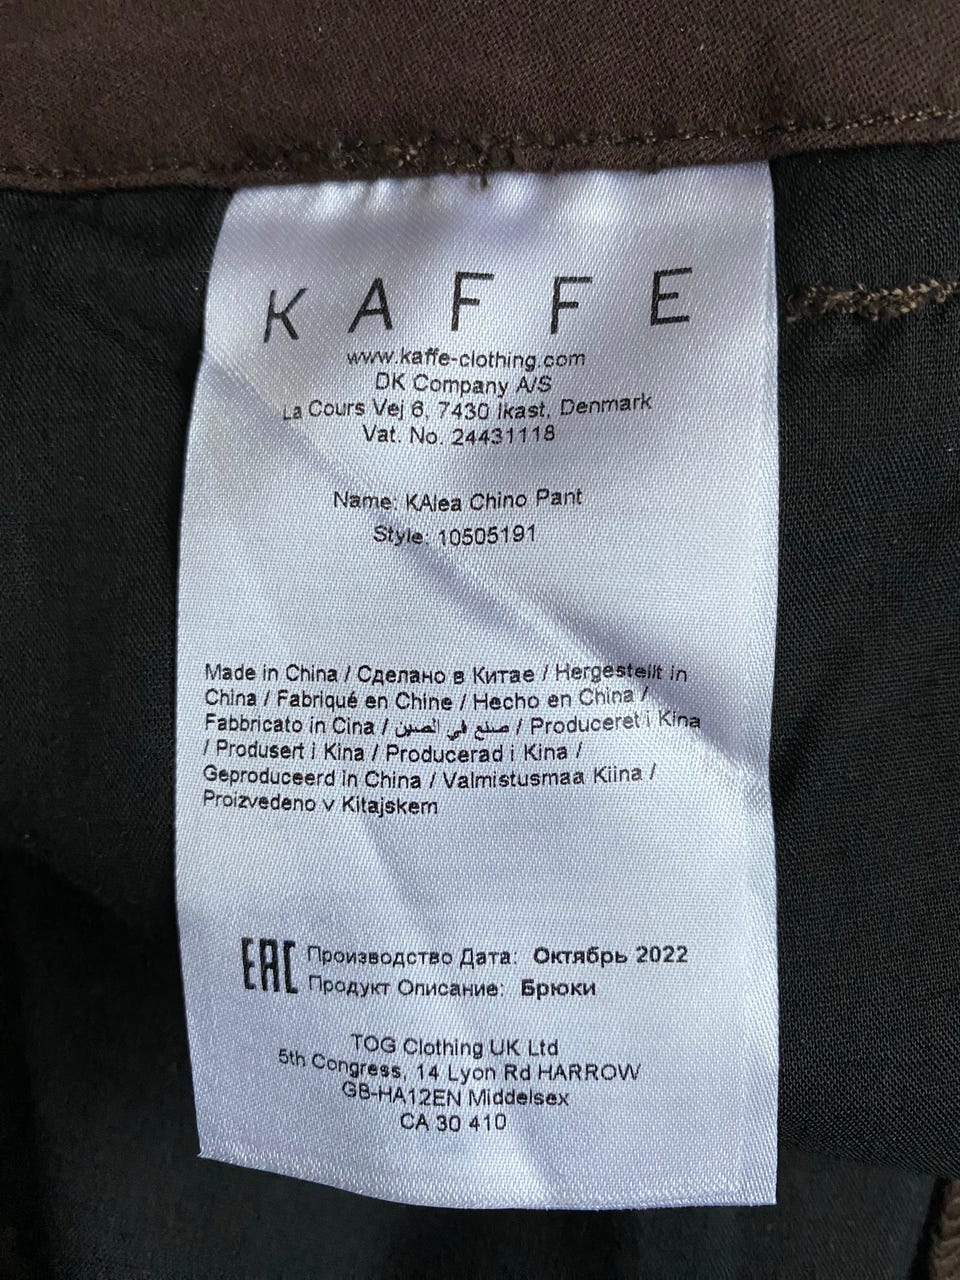 KAFFE
www.kaffe-clothing.com
DK Company A/S
La Cours Vej 6, 7430 Ikast, Denmark
Vat. No. 24431118
Name: KAlea Chino Pant
Style: 10505191
Made in China / Сделано в Китае / Hergestellt in
China / Fabriqué en Chine / Hecho en China /
Fabbricato in Cina / صنع في الصين / Produceret i Kina
/ Produsert i Kina / Producerad i Kina /
Geproduceerd in China / Valmistusmaa Kiina /
Proizvedeno v Kitajskem
EAC Производство Дата: Октябрь 2022
Продукт Описание: Брюки
TOG Clothing UK Ltd
5th Congress, 14 Lyon Rd HARROW
GB-HA12EN Middelsex
CA 30 410